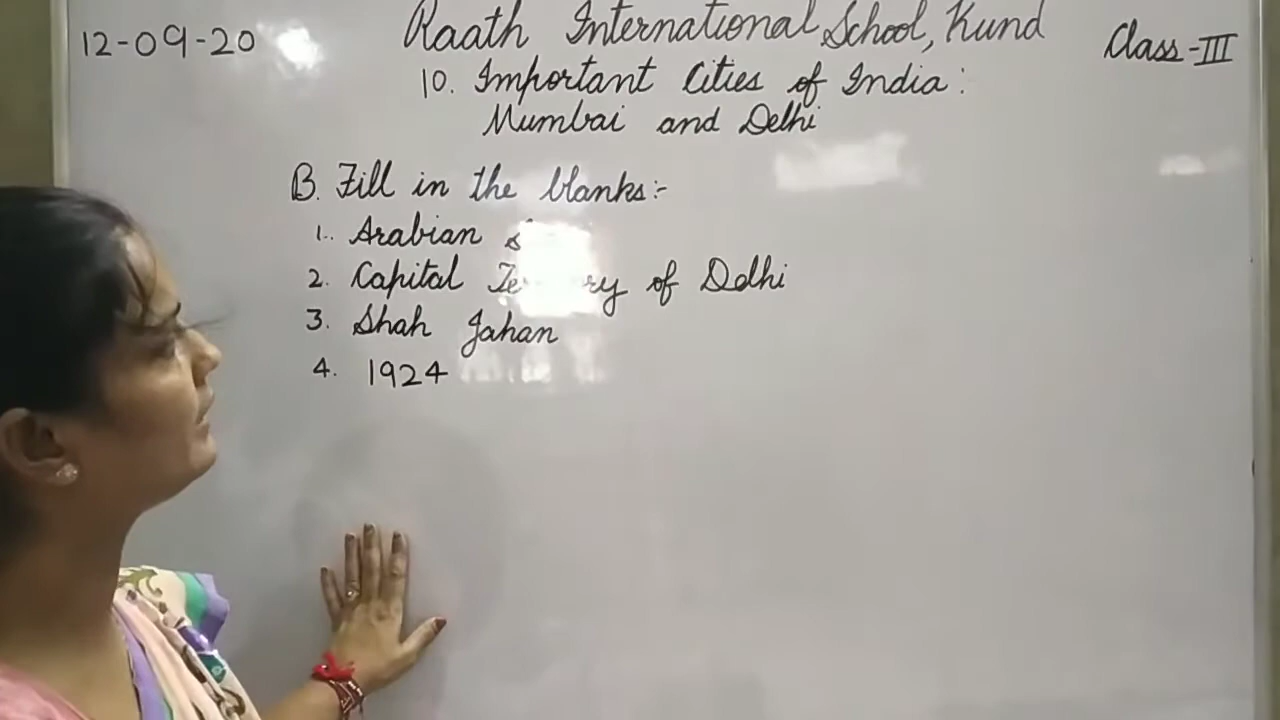 12-09-20
Raath International School, Kund
Class-III
10. Important Cities of India:
Mumbai and Delhi
B. Fill in the blanks:-
1. Arabian
2. Capital of Delhi
3. Shah Jahan
4. 1924